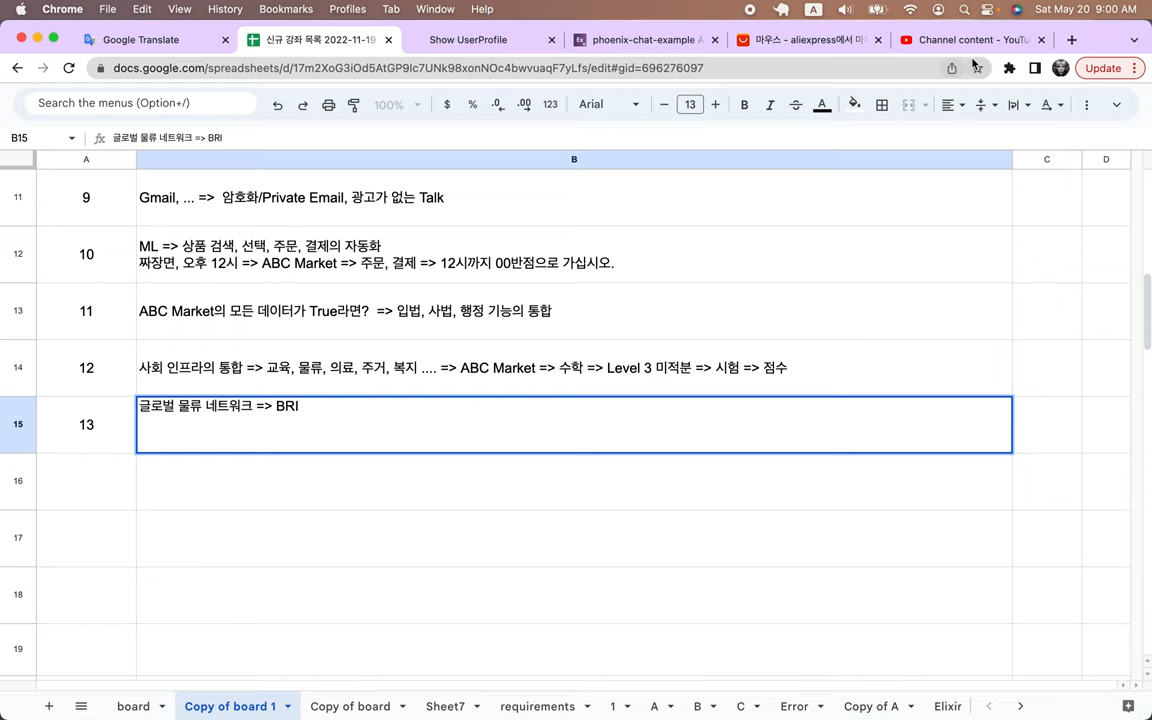 Chrome File Edit View History Bookmarks Profiles Tab Window Help A Sat May 20 9:00 AM
Google Translate 신규 강좌 목록 2022-11-19 Show UserProfile phoenix-chat-example 마우스 - aliexpress에서 Channel content - YouTu
docs.google.com/spreadsheets/d/17m2XoG3iOd5AtGP9lc7UNk98xonNOc4bwvuaqF7yLfs/edit#gid=696276097 Update
Search the menus (Option+/) 100% $ % .0 .00 123 Arial 13 B I S A
B15 fx 글로벌 물류 네트워크 => BRI
A B C D
11 9 Gmail, ... => 암호화/Private Email, 광고가 없는 Talk
12 10 ML => 상품 검색, 선택, 주문, 결제의 자동화
짜장면, 오후 12시 => ABC Market => 주문, 결제 => 12시까지 00반점으로 가십시오.
13 11 ABC Market의 모든 데이터가 True라면? => 입법, 사법, 행정 기능의 통합
14 12 사회 인프라의 통합 => 교육, 물류, 의료, 주거, 복지 .... => ABC Market => 수학 => Level 3 미적분 => 시험 => 점수
15 13 글로벌 물류 네트워크 => BRI
16
17
18
19
board Copy of board 1 Copy of board Sheet7 requirements 1 A B C Error Copy of A Elixir